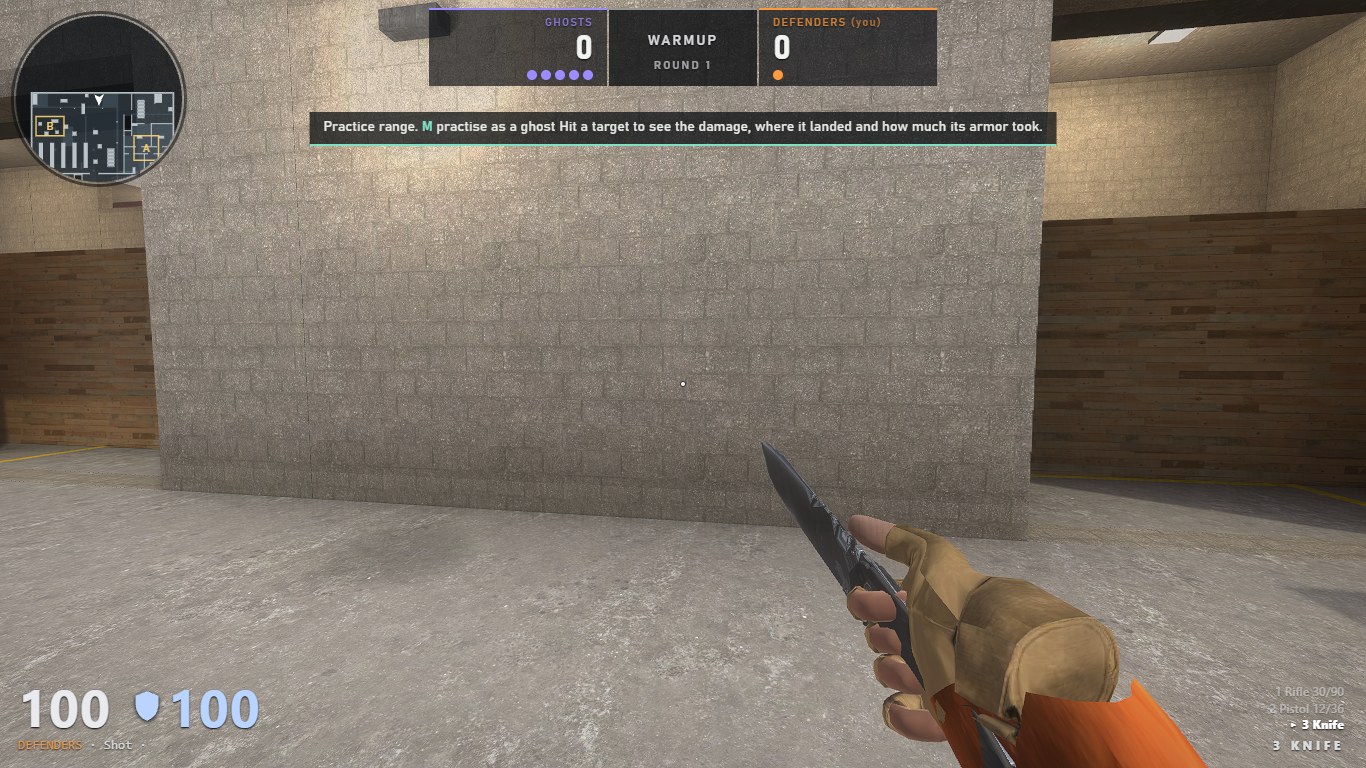 GHOSTS
0
WARMUP
ROUND 1
DEFENDERS (you)
0
Practice range. M practise as a ghost Hit a target to see the damage, where it landed and how much its armor took.
B
A
100 100
DEFENDERS · Shot ·
1 Rifle 30/90
2 Pistol 12/36
▸ 3 Knife
3 KNIFE